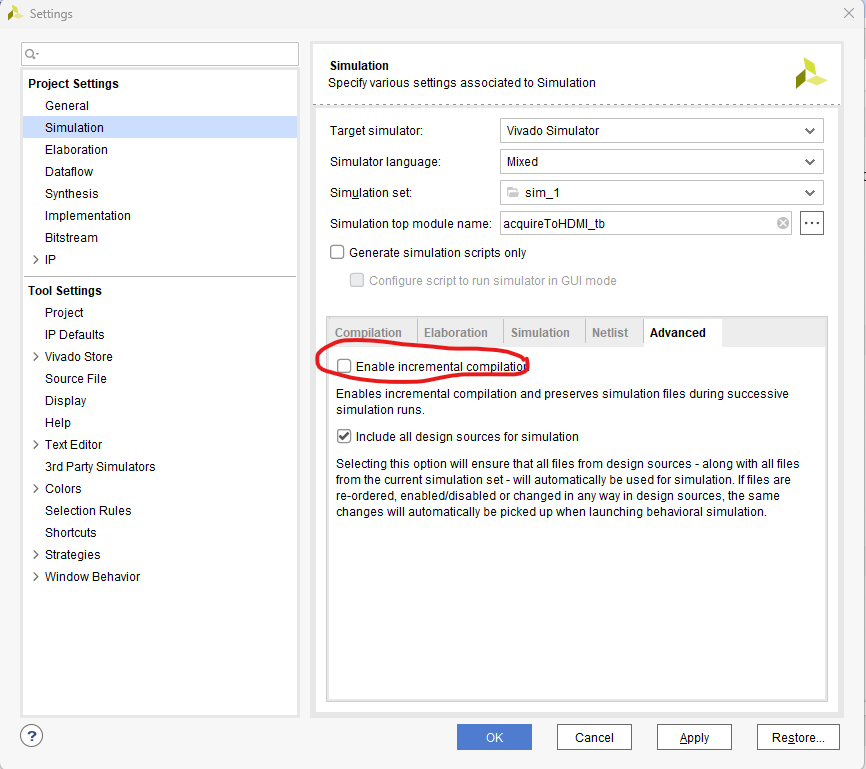 Settings
Project Settings
General
Simulation
Elaboration
Dataflow
Synthesis
Implementation
Bitstream
IP
Tool Settings
Project
IP Defaults
Vivado Store
Source File
Display
Help
Text Editor
3rd Party Simulators
Colors
Selection Rules
Shortcuts
Strategies
Window Behavior
Simulation
Specify various settings associated to Simulation
Target simulator: Vivado Simulator
Simulator language: Mixed
Simulation set: sim_1
Simulation top module name: acquireToHDMI_tb ...
Generate simulation scripts only
Configure script to run simulator in GUI mode
Compilation Elaboration Simulation Netlist Advanced
Enable incremental compilation
Enables incremental compilation and preserves simulation files during successive
simulation runs.
Include all design sources for simulation
Selecting this option will ensure that all files from design sources - along with all files
from the current simulation set - will automatically be used for simulation. If files are
re-ordered, enabled/disabled or changed in any way in design sources, the same
changes will automatically be picked up when launching behavioral simulation.
? OK Cancel Apply Restore...